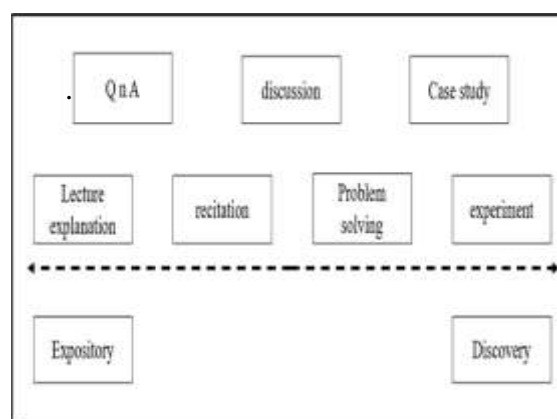 Q n A
discussion
Case study
Lecture
explanation
recitation
Problem
solving
experiment
Expository
Discovery